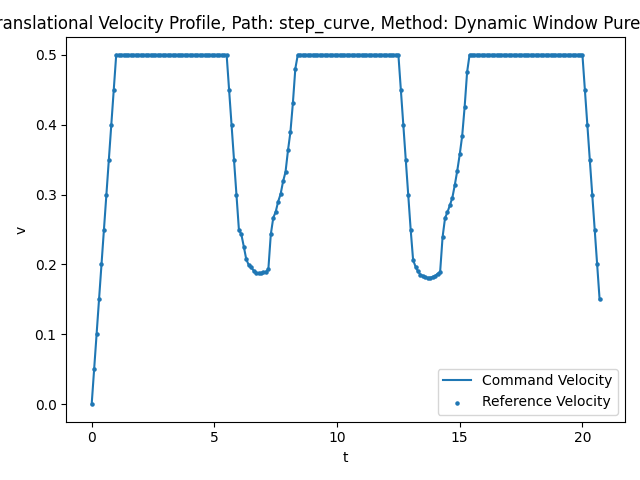 ranslational Velocity Profile, Path: step_curve, Method: Dynamic Window Pure
0.5
0.4
0.3
0.2
0.1
0.0
v
0
5
10
15
20
t
Command Velocity
Reference Velocity